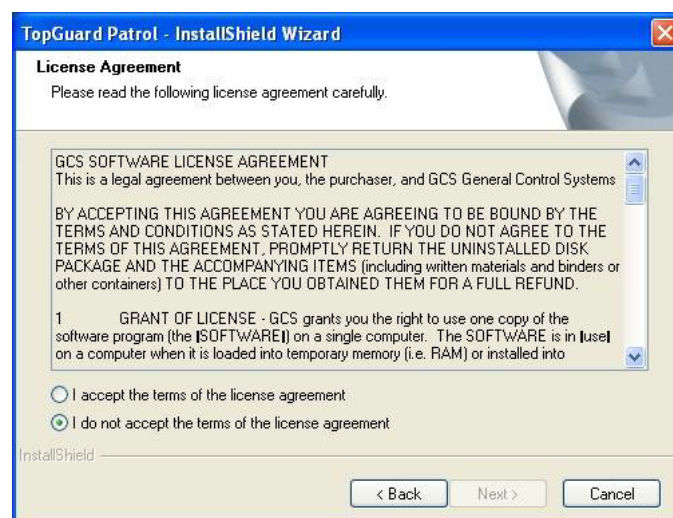 TopGuard Patrol - InstallShield Wizard
License Agreement
Please read the following license agreement carefully.
GCS SOFTWARE LICENSE AGREEMENT
This is a legal agreement between you, the purchaser, and GCS General Control Systems
BY ACCEPTING THIS AGREEMENT YOU ARE AGREEING TO BE BOUND BY THE
TERMS AND CONDITIONS AS STATED HEREIN.  IF YOU DO NOT AGREE TO THE
TERMS OF THIS AGREEMENT, PROMPTLY RETURN THE UNINSTALLED DISK
PACKAGE AND THE ACCOMPANYING ITEMS (including written materials and binders or
other containers) TO THE PLACE YOU OBTAINED THEM FOR A FULL REFUND.
1 GRANT OF LICENSE - GCS grants you the right to use one copy of the
software program (the ǀSOFTWAREǀ) on a single computer.  The SOFTWARE is in ǀuseǀ
on a computer when it is loaded into temporary memory (i.e. RAM) or installed into
I accept the terms of the license agreement
I do not accept the terms of the license agreement
InstallShield
< Back Next > Cancel